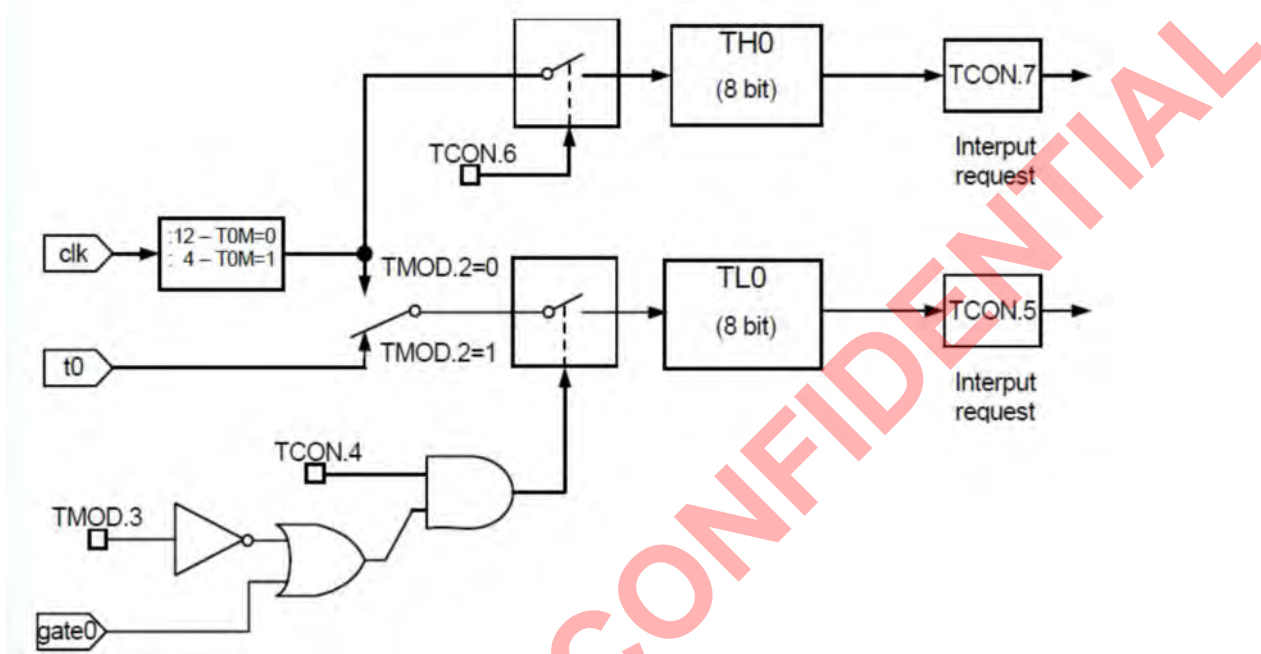 TH0
(8 bit)
TCON.7
Interput
request
TCON.6
clk
:12 – T0M=0
: 4 – T0M=1
TMOD.2=0
TL0
(8 bit)
TCON.5
Interput
request
t0
TMOD.2=1
TCON.4
TMOD.3
gate0
CONFIDENTIAL